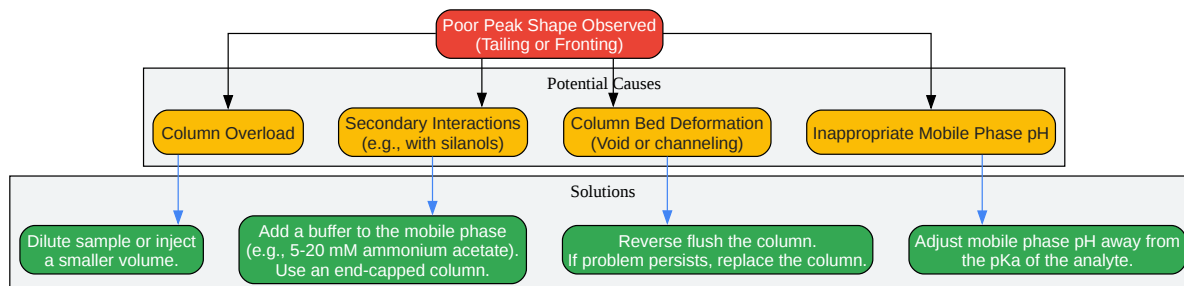 Poor Peak Shape Observed
(Tailing or Fronting)
Potential Causes
Column Overload
Secondary Interactions
(e.g., with silanols)
Column Bed Deformation
(Void or channeling)
Inappropriate Mobile Phase pH
Solutions
Dilute sample or inject
a smaller volume.
Add a buffer to the mobile phase
(e.g., 5-20 mM ammonium acetate).
Use an end-capped column.
Reverse flush the column.
If problem persists, replace the column.
Adjust mobile phase pH away from
the pKa of the analyte.